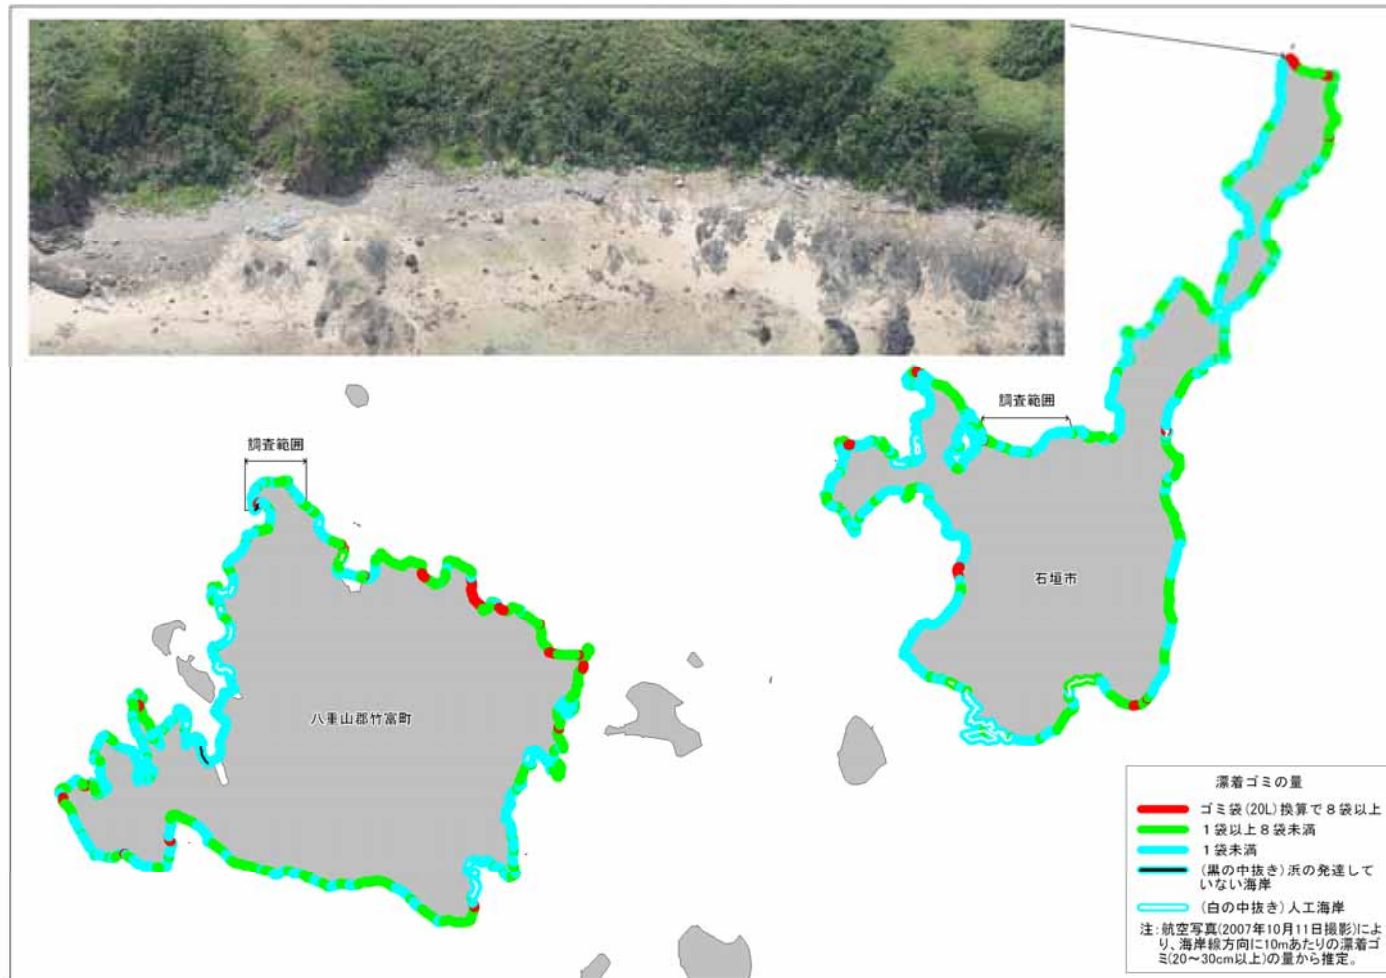 調査範囲
調査範囲
石垣市
八重山郡竹富町
漂着ゴミの量
ゴミ袋(20L)換算で８袋以上
１袋以上８袋未満
１袋未満
(黒の中抜き)浜の発達して
いない海岸
(白の中抜き)人工海岸
注:航空写真(2007年10月11日撮影)によ
り、海岸線方向に10mあたりの漂着ゴ
ミ(20～30cm以上)の量から推定。